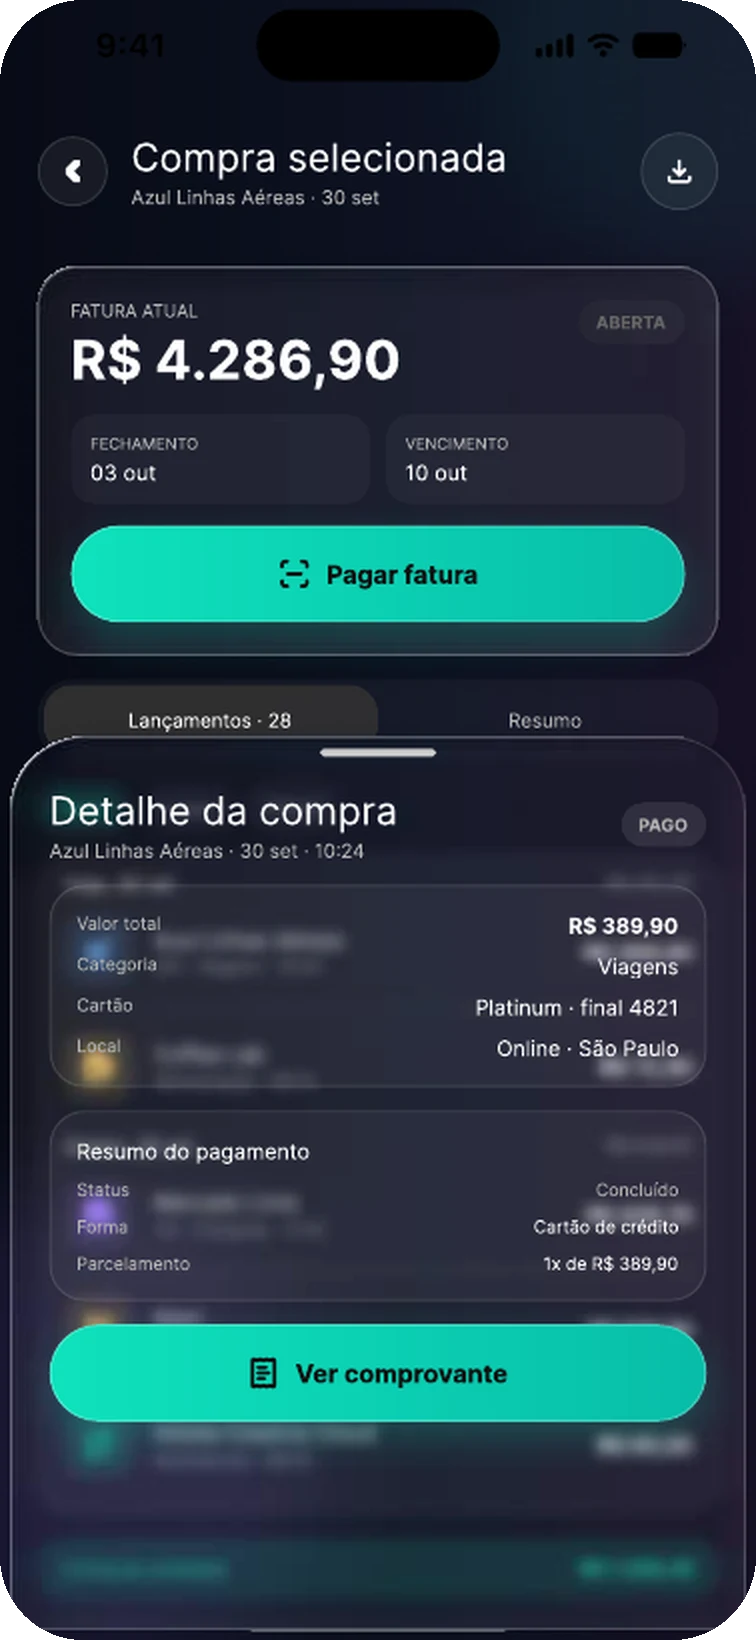 9:41
Compra selecionada
Azul Linhas Aéreas · 30 set
FATURA ATUAL
ABERTA
R$ 4.286,90
FECHAMENTO
03 out
VENCIMENTO
10 out
Pagar fatura
Lançamentos · 28
Resumo
Detalhe da compra
PAGO
Azul Linhas Aéreas · 30 set · 10:24
Valor total
R$ 389,90
Categoria
Viagens
Cartão
Platinum · final 4821
Local
Online · São Paulo
Resumo do pagamento
Status
Concluído
Forma
Cartão de crédito
Parcelamento
1x de R$ 389,90
Ver comprovante